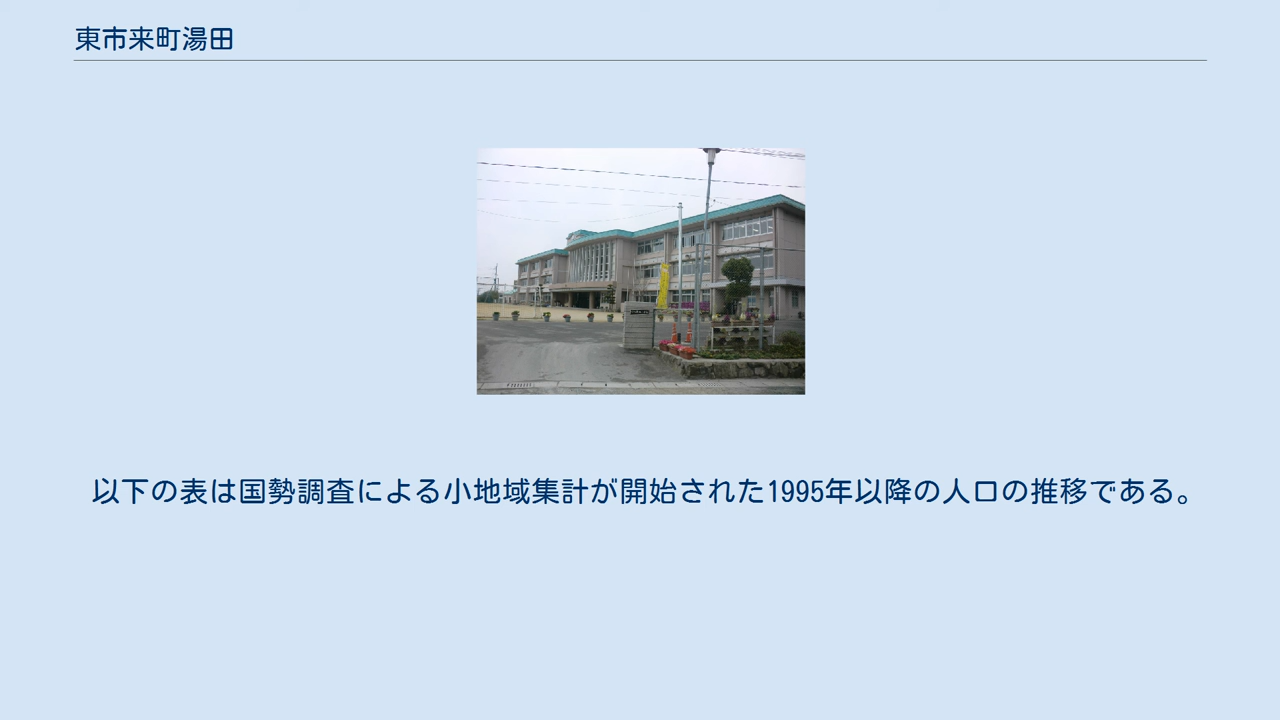 東市来町湯田
以下の表は国勢調査による小地域集計が開始された1995年以降の人口の推移である。